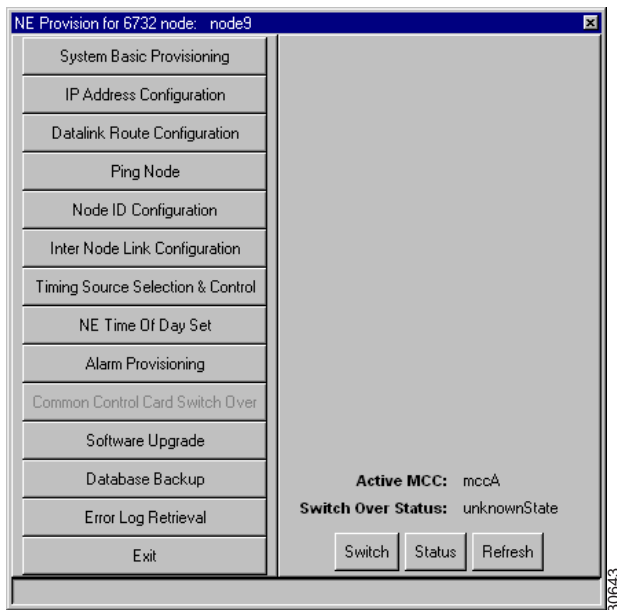 NE Provision for 6732 node: node9
System Basic Provisioning
IP Address Configuration
Datalink Route Configuration
Ping Node
Node ID Configuration
Inter Node Link Configuration
Timing Source Selection & Control
NE Time Of Day Set
Alarm Provisioning
Common Control Card Switch Over
Software Upgrade
Database Backup
Error Log Retrieval
Exit
Active MCC: mccA
Switch Over Status: unknownState
Switch Status Refresh
30643